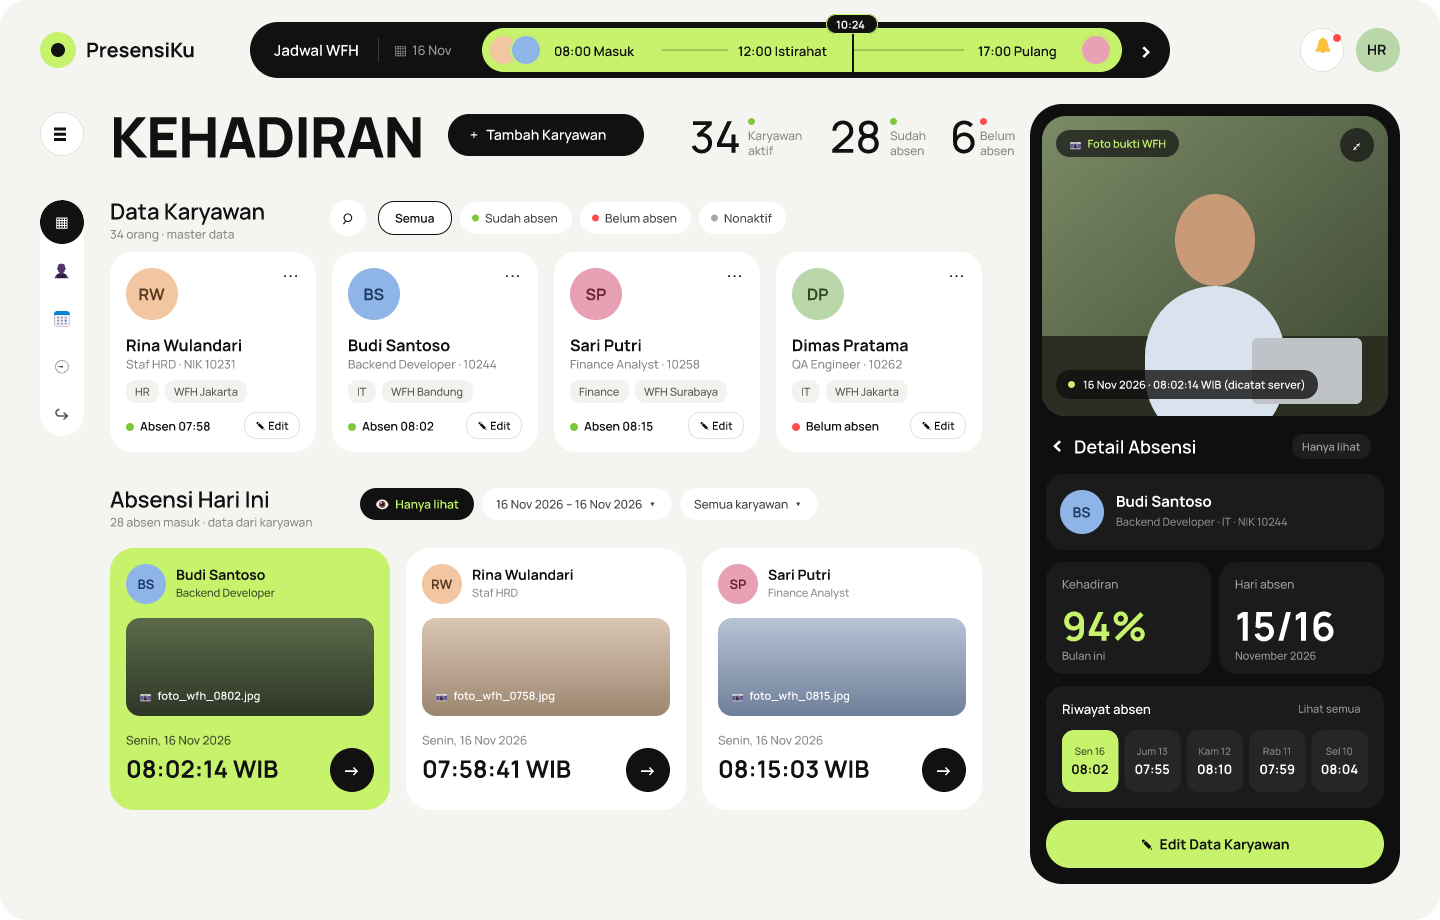 PresensiKu
Jadwal WFH
16 Nov
08:00 Masuk
12:00 Istirahat
10:24
17:00 Pulang
HR
KEHADIRAN
+ Tambah Karyawan
34 Karyawan aktif
28 Sudah absen
6 Belum absen
Data Karyawan
34 orang · master data
Semua
Sudah absen
Belum absen
Nonaktif
RW
...
Rina Wulandari
Staf HRD · NIK 10231
HR
WFH Jakarta
Absen 07:58
Edit
BS
...
Budi Santoso
Backend Developer · 10244
IT
WFH Bandung
Absen 08:02
Edit
SP
...
Sari Putri
Finance Analyst · 10258
Finance
WFH Surabaya
Absen 08:15
Edit
DP
...
Dimas Pratama
QA Engineer · 10262
IT
WFH Jakarta
Belum absen
Edit
Absensi Hari Ini
28 absen masuk · data dari karyawan
Hanya lihat
16 Nov 2026 – 16 Nov 2026
Semua karyawan
BS
Budi Santoso
Backend Developer
foto_wfh_0802.jpg
Senin, 16 Nov 2026
08:02:14 WIB
RW
Rina Wulandari
Staf HRD
foto_wfh_0758.jpg
Senin, 16 Nov 2026
07:58:41 WIB
SP
Sari Putri
Finance Analyst
foto_wfh_0815.jpg
Senin, 16 Nov 2026
08:15:03 WIB
Foto bukti WFH
16 Nov 2026 · 08:02:14 WIB (dicatat server)
Detail Absensi
Hanya lihat
BS
Budi Santoso
Backend Developer · IT · NIK 10244
Kehadiran
94%
Bulan ini
Hari absen
15/16
November 2026
Riwayat absen
Lihat semua
Sen 16
08:02
Jum 13
07:55
Kam 12
08:10
Rab 11
07:59
Sel 10
08:04
Edit Data Karyawan